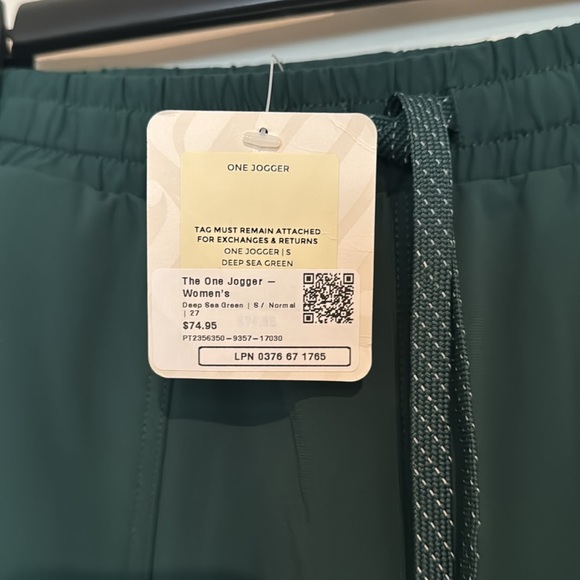 ONE JOGGER
TAG MUST REMAIN ATTACHED
FOR EXCHANGES & RETURNS
ONE JOGGER | S
DEEP SEA GREEN
The One Jogger —
Women's
Deep Sea Green | S / Normal
| 27
$74.95
PT2356350-9357-17030
LPN 0376 67 1765